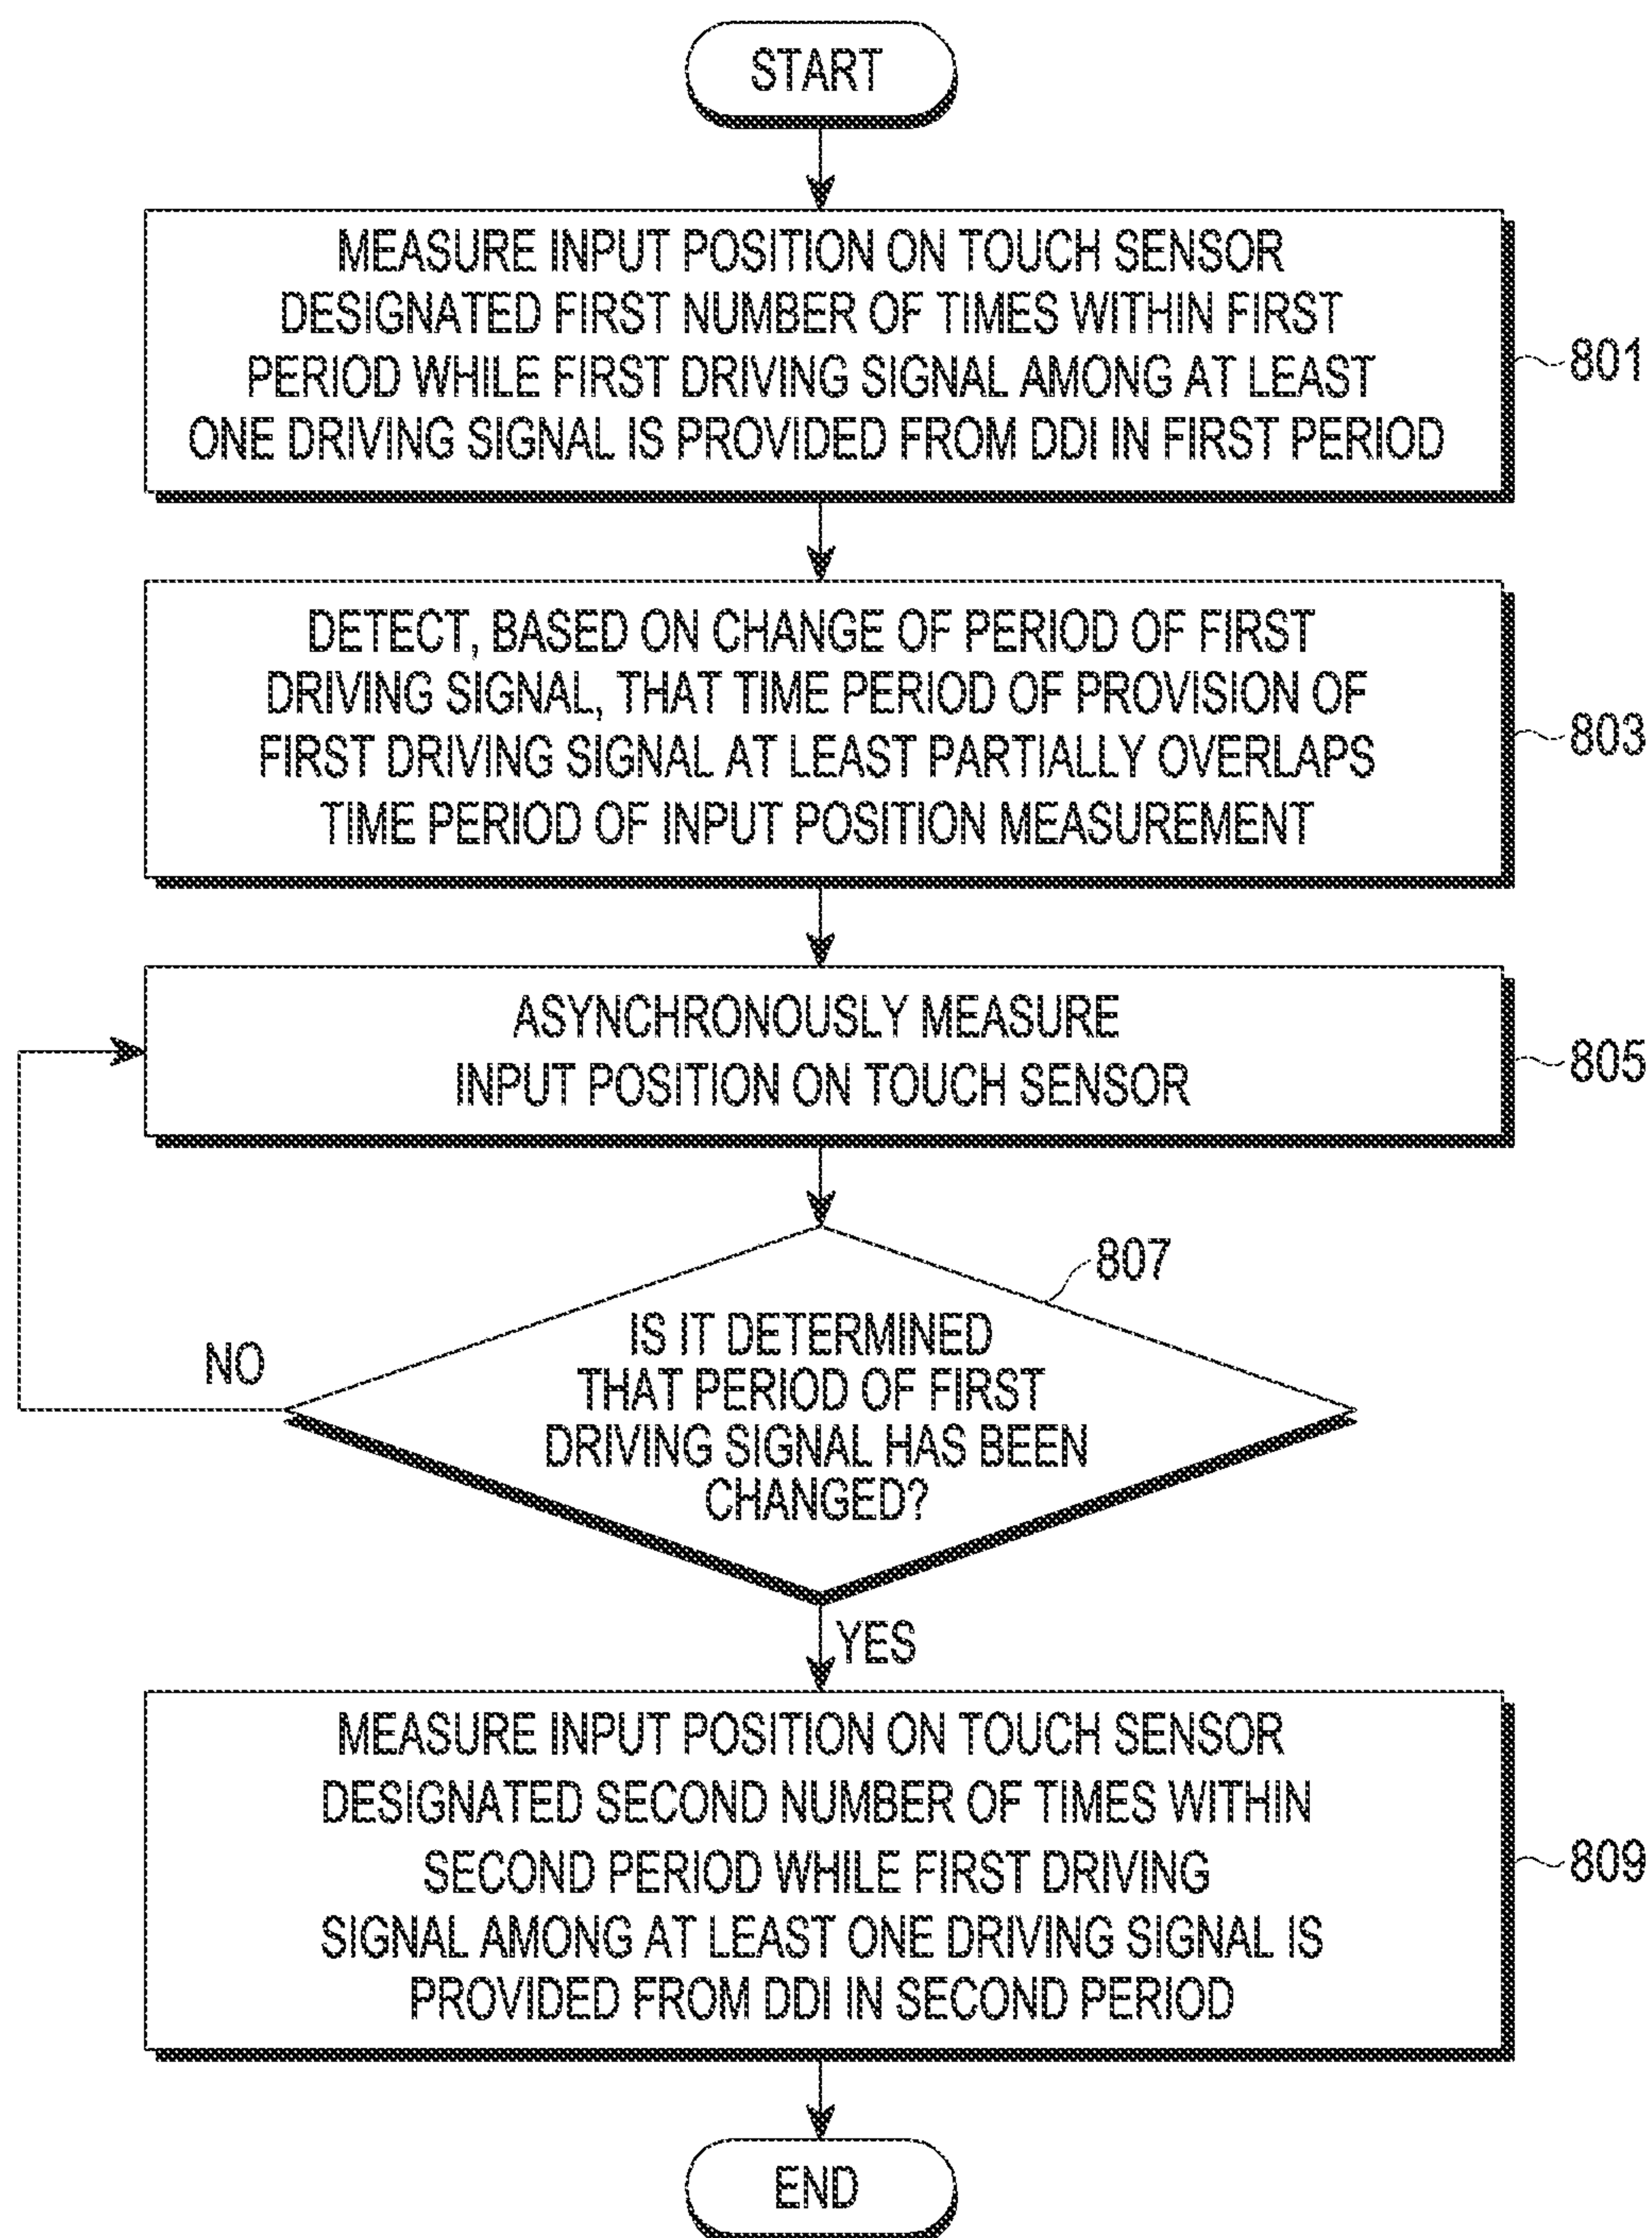 START
MEASURE INPUT POSITION ON TOUCH SENSOR
DESIGNATED FIRST NUMBER OF TIMES WITHIN FIRST
PERIOD WHILE FIRST DRIVING SIGNAL AMONG AT LEAST
ONE DRIVING SIGNAL IS PROVIDED FROM DDI IN FIRST PERIOD
801
DETECT, BASED ON CHANGE OF PERIOD OF FIRST
DRIVING SIGNAL, THAT TIME PERIOD OF PROVISION OF
FIRST DRIVING SIGNAL AT LEAST PARTIALLY OVERLAPS
TIME PERIOD OF INPUT POSITION MEASUREMENT
803
ASYNCHRONOUSLY MEASURE
INPUT POSITION ON TOUCH SENSOR
805
807
IS IT DETERMINED
THAT PERIOD OF FIRST
DRIVING SIGNAL HAS BEEN
CHANGED?
NO
YES
MEASURE INPUT POSITION ON TOUCH SENSOR
DESIGNATED SECOND NUMBER OF TIMES WITHIN
SECOND PERIOD WHILE FIRST DRIVING
SIGNAL AMONG AT LEAST ONE DRIVING SIGNAL IS
PROVIDED FROM DDI IN SECOND PERIOD
809
END